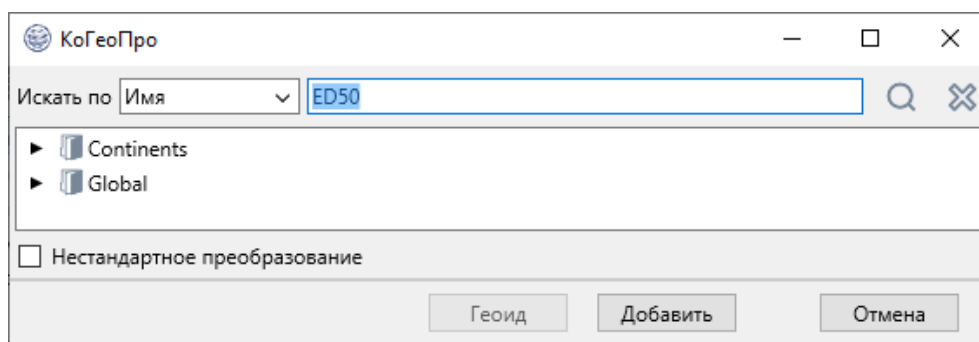 КоГеоПро
Искать по Имя ED50
Continents
Global
Нестандартное преобразование
Геоид Добавить Отмена